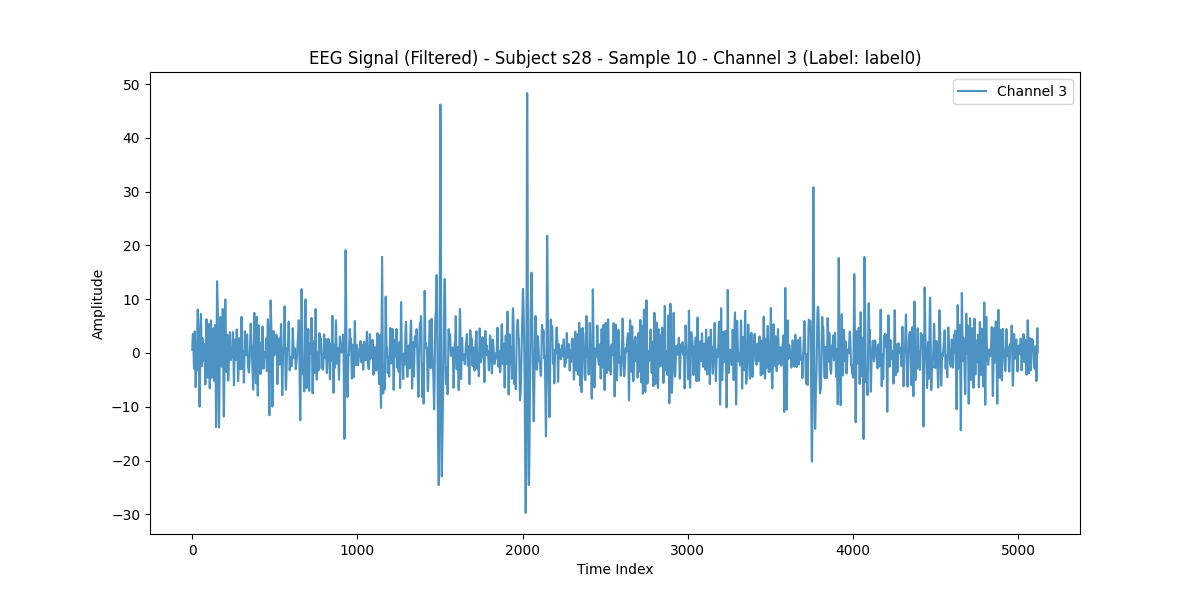 EEG Signal (Filtered) - Subject s28 - Sample 10 - Channel 3 (Label: label0)
Channel 3
50
40
30
20
10
0
−10
−20
−30
Amplitude
0 1000 2000 3000 4000 5000
Time Index